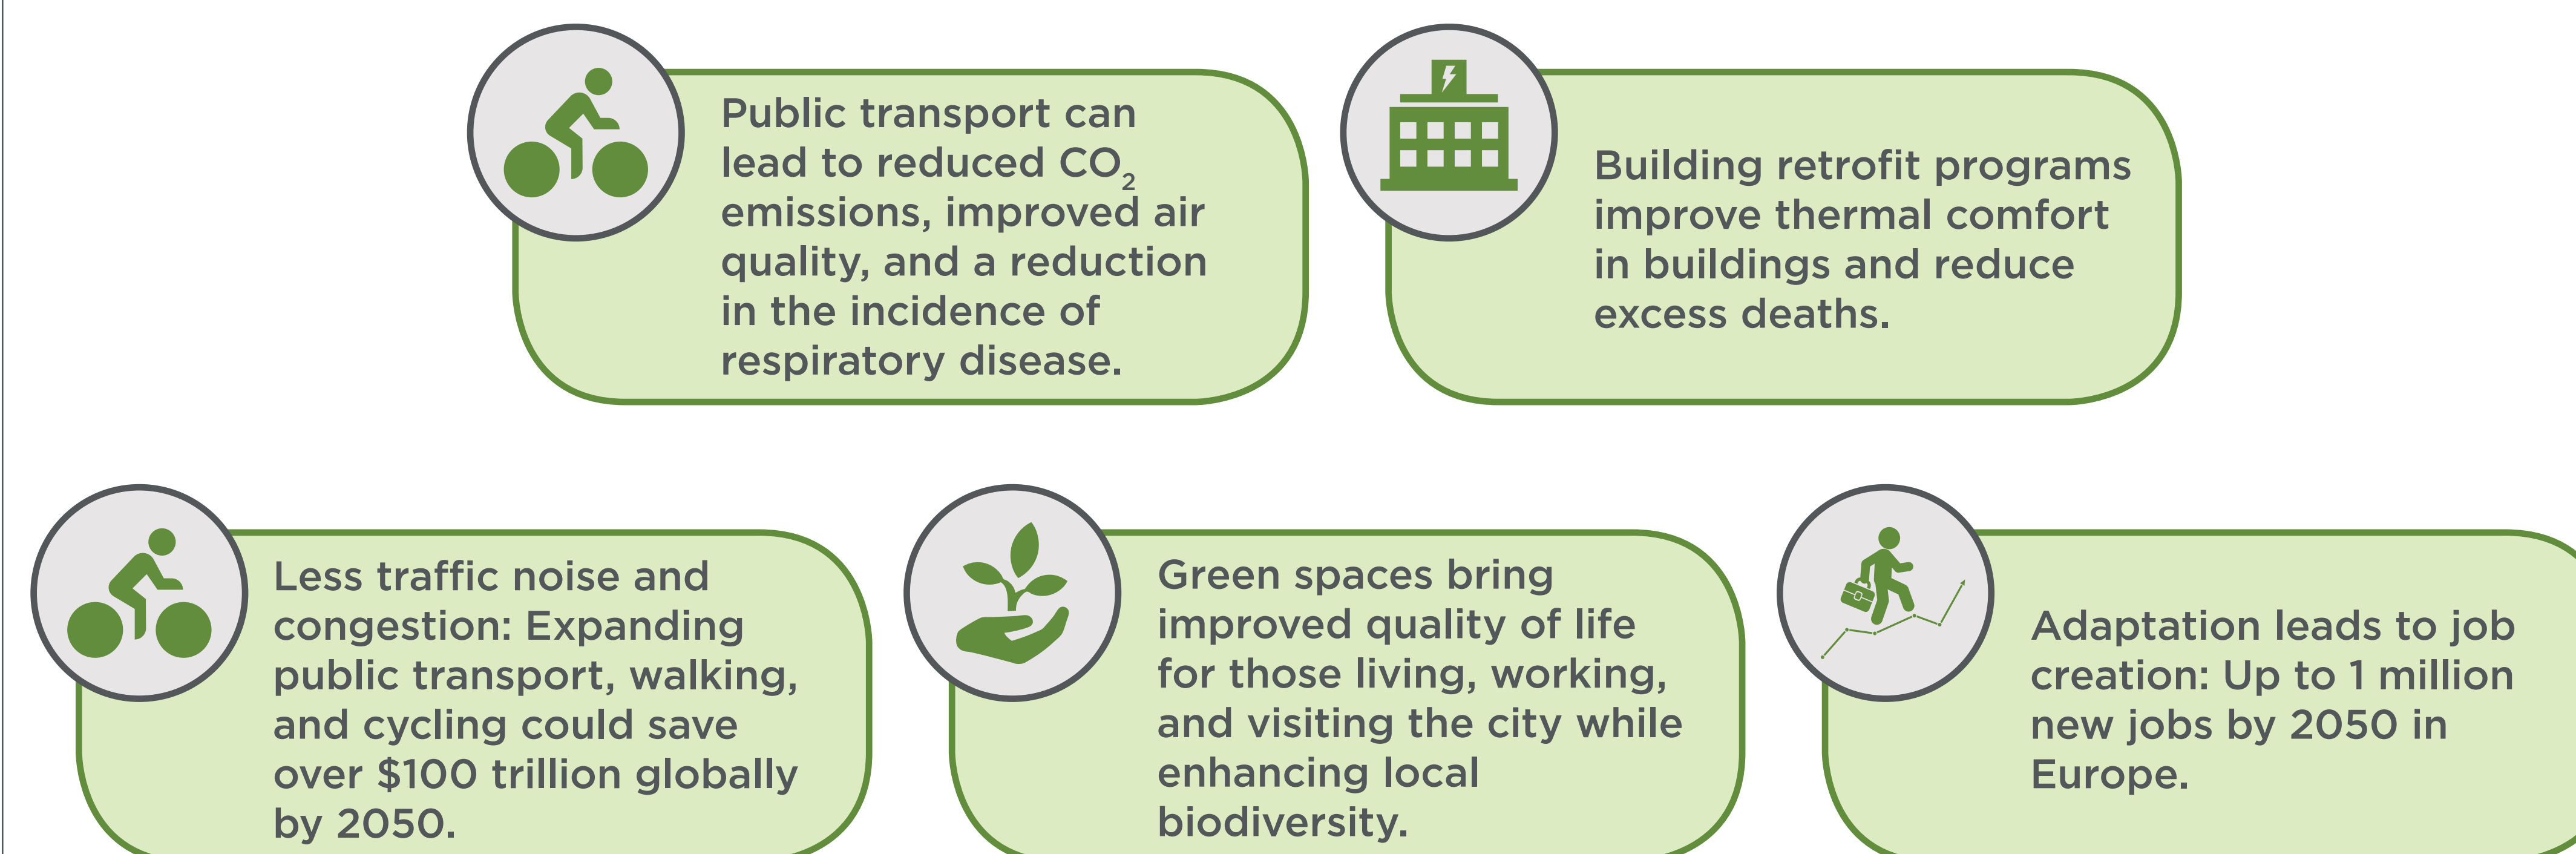 Public transport can
lead to reduced CO₂
emissions, improved air
quality, and a reduction
in the incidence of
respiratory disease.
Building retrofit programs
improve thermal comfort
in buildings and reduce
excess deaths.
Less traffic noise and
congestion: Expanding
public transport, walking,
and cycling could save
over $100 trillion globally
by 2050.
Green spaces bring
improved quality of life
for those living, working,
and visiting the city while
enhancing local
biodiversity.
Adaptation leads to job
creation: Up to 1 million
new jobs by 2050 in
Europe.